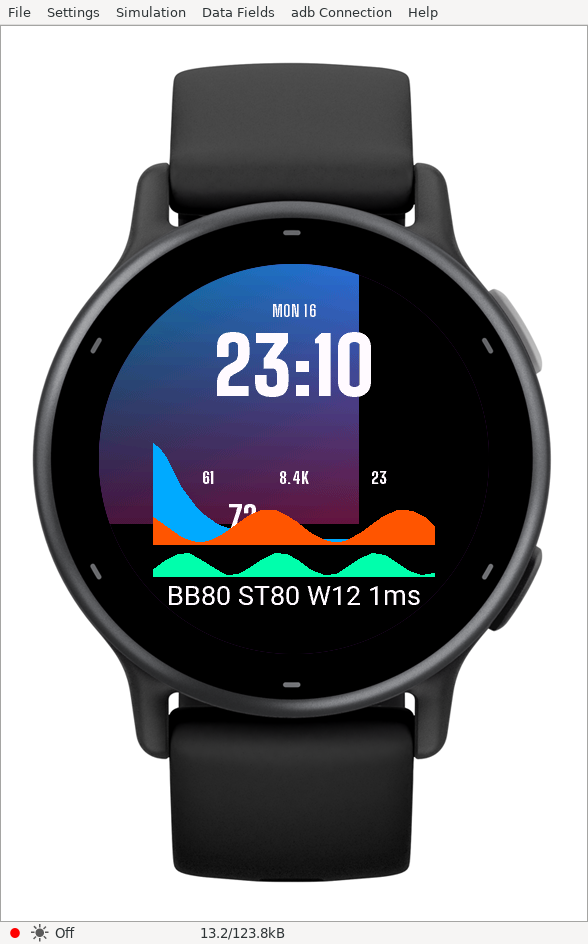 File Settings Simulation Data Fields adb Connection Help
MON 16
23:10
61 8.4K 23
72
BB80 ST80 W12 1ms
Off 13.2/123.8kB